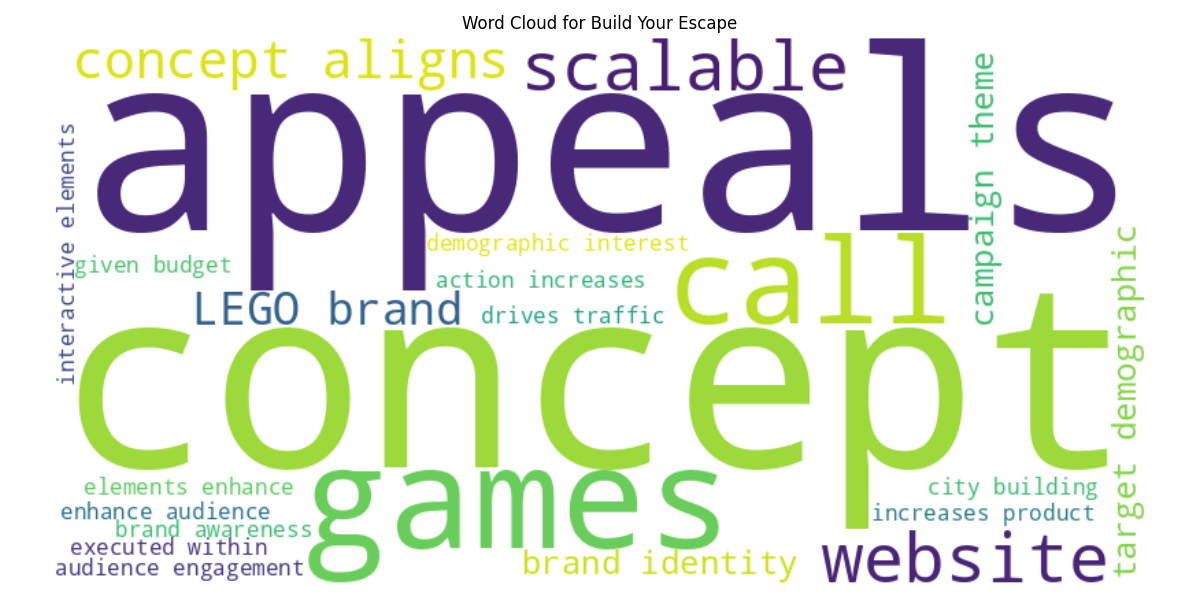 Word Cloud for Build Your Escape
concept aligns
scalable
appeals
campaign theme
interactive elements
demographic interest
given budget
action increases
call
LEGO brand
drives traffic
target demographic
concept
games
elements enhance
city building
enhance audience
increases product
brand awareness
executed within
brand identity
website
audience engagement